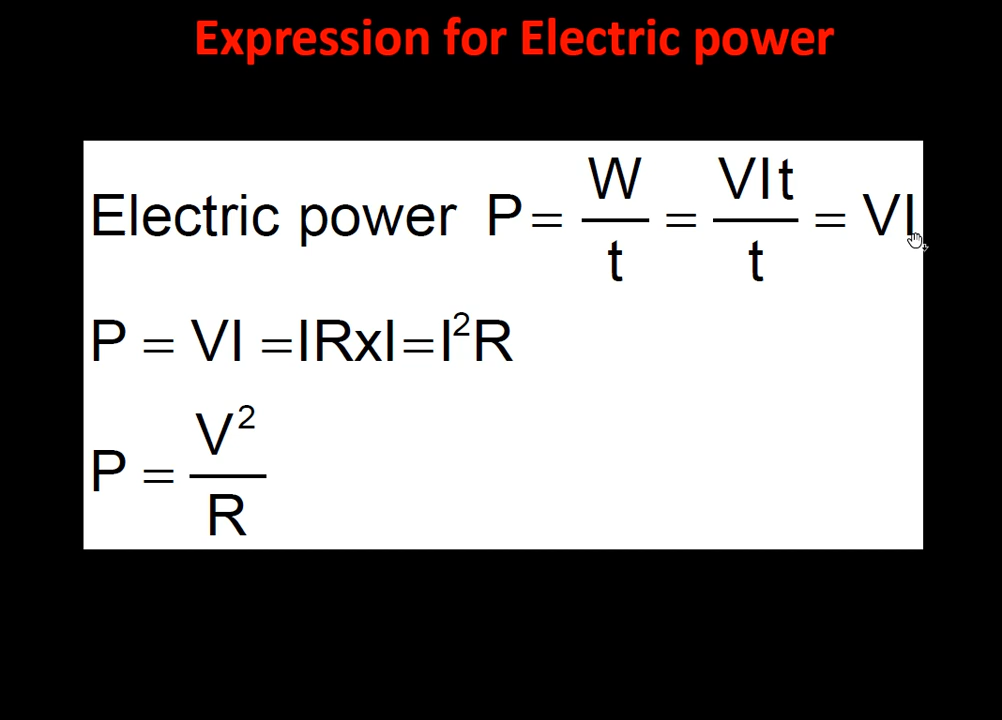 Expression for Electric power
Electric power P = W/t = VIt/t = VI
P = VI =IRxI=I²R
P = V²/R